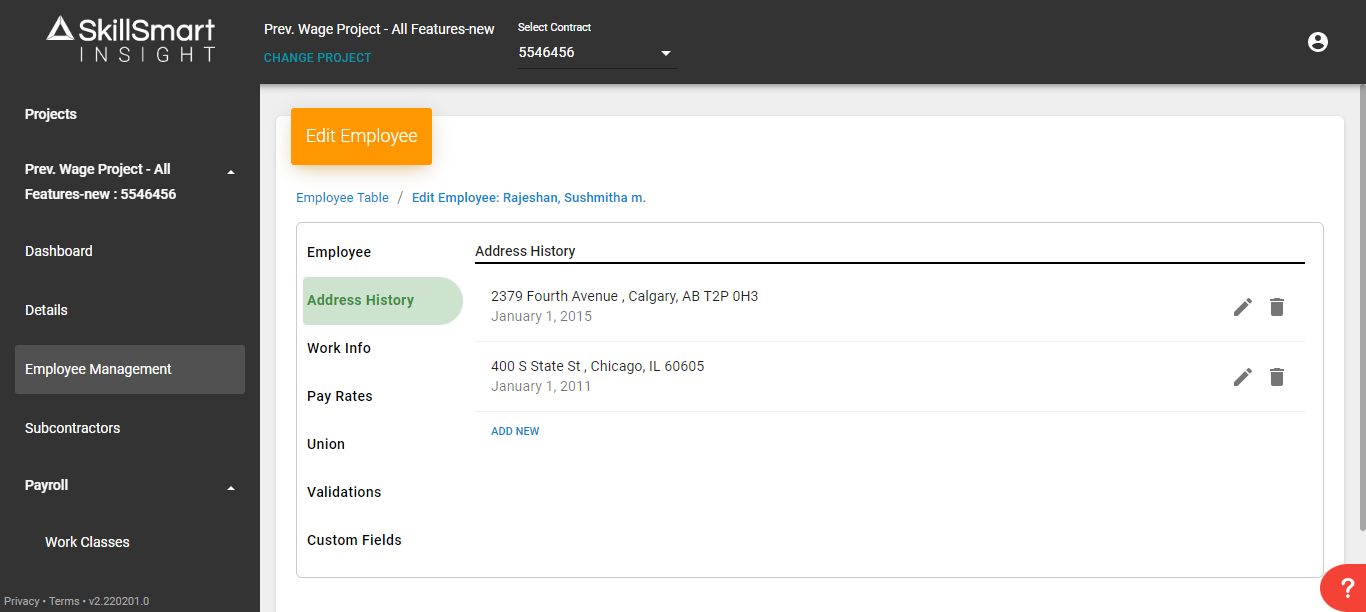 SkillSmart
INSIGHT
Prev. Wage Project - All Features-new
CHANGE PROJECT
Select Contract
5546456
Projects
Prev. Wage Project - All
Features-new : 5546456
Dashboard
Details
Employee Management
Subcontractors
Payroll
Work Classes
Privacy • Terms • v2.220201.0
Edit Employee
Employee Table / Edit Employee: Rajeshan, Sushmitha m.
Employee
Address History
Work Info
Pay Rates
Union
Validations
Custom Fields
Address History
2379 Fourth Avenue , Calgary, AB T2P 0H3
January 1, 2015
400 S State St , Chicago, IL 60605
January 1, 2011
ADD NEW
?